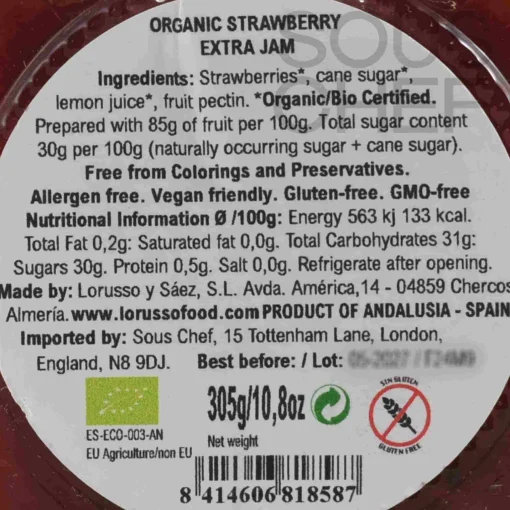 ORGANIC STRAWBERRY
EXTRA JAM
SOUS
CHEF
Ingredients: Strawberries*, cane sugar*,
lemon juice*, fruit pectin. *Organic/Bio Certified.
Prepared with 85g of fruit per 100g. Total sugar content
30g per 100g (naturally occurring sugar + cane sugar).
Free from Colorings and Preservatives.
Allergen free. Vegan friendly. Gluten-free. GMO-free
Nutritional Information Ø /100g: Energy 563 kj 133 kcal.
Total Fat 0,2g: Saturated fat 0,0g. Total Carbohydrates 31g:
Sugars 30g. Protein 0,5g. Salt 0,0g. Refrigerate after opening.
Made by: Lorusso y Sáez, S.L. Avda. América,14 - 04859 Chercos
Almería. www.lorussofood.com PRODUCT OF ANDALUSIA - SPAIN
Imported by: Sous Chef, 15 Tottenham Lane, London,
England, N8 9DJ. Best before: / Lot:
SIN GLUTEN
305g/10,8oz
GLUTEN FREE
ES-ECO-003-AN
Net weight
EU Agriculture/non EU
8 414606 818587